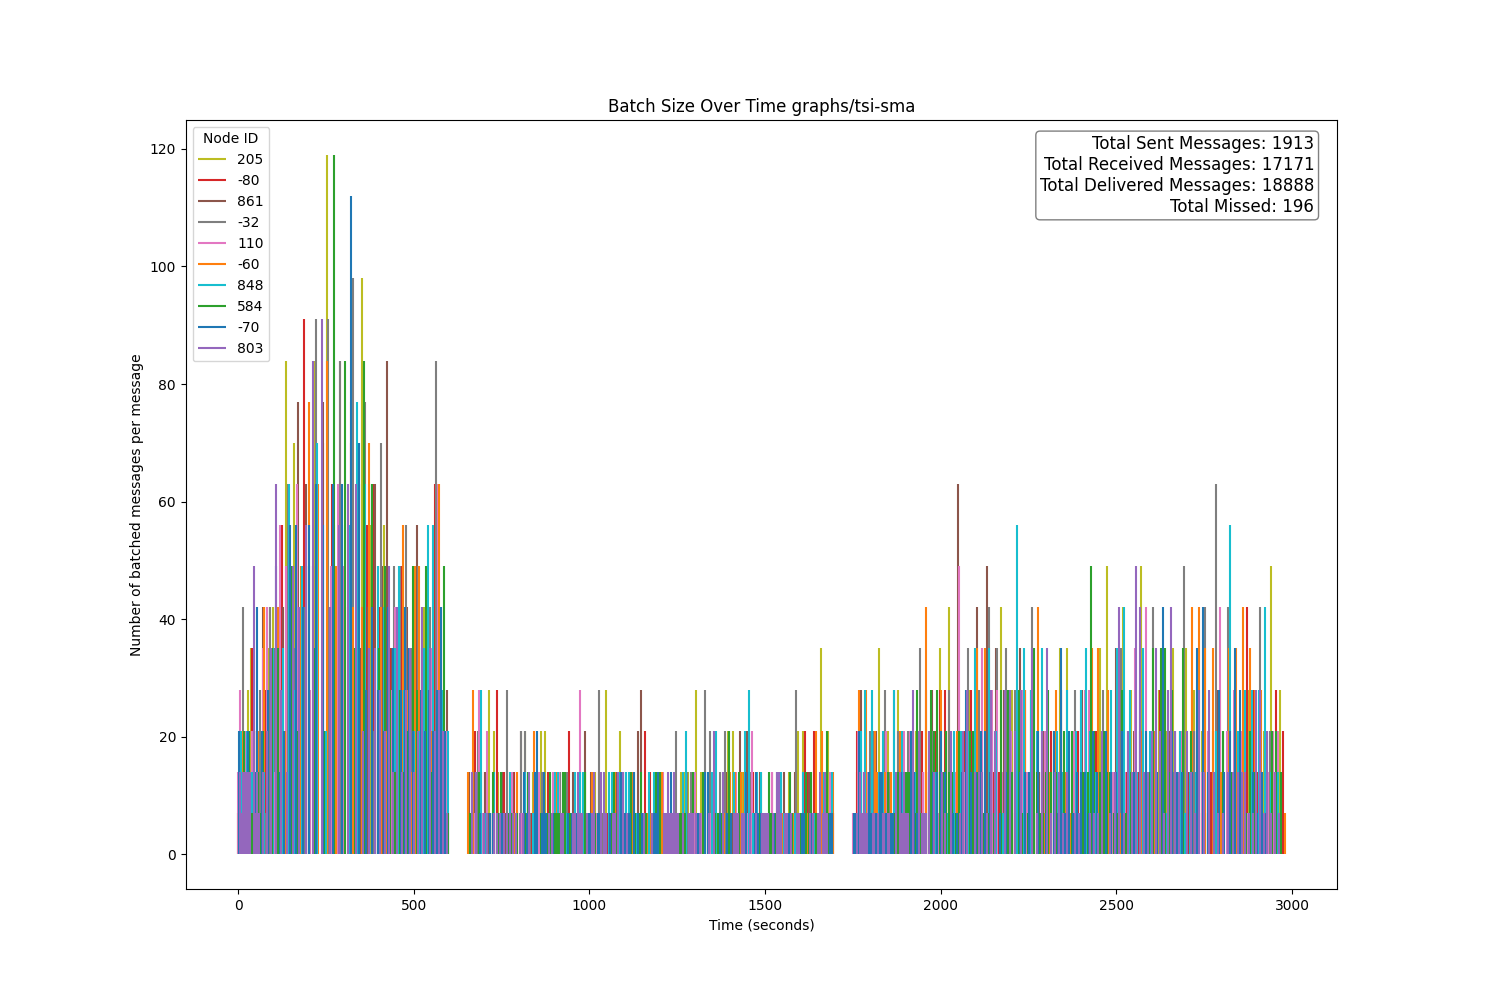 Batch Size Over Time graphs/tsi-sma
Node ID
205
-80
861
-32
110
-60
848
584
-70
803
Total Sent Messages: 1913
Total Received Messages: 17171
Total Delivered Messages: 18888
Total Missed: 196
Number of batched messages per message
120
100
80
60
40
20
0
0 500 1000 1500 2000 2500 3000
Time (seconds)